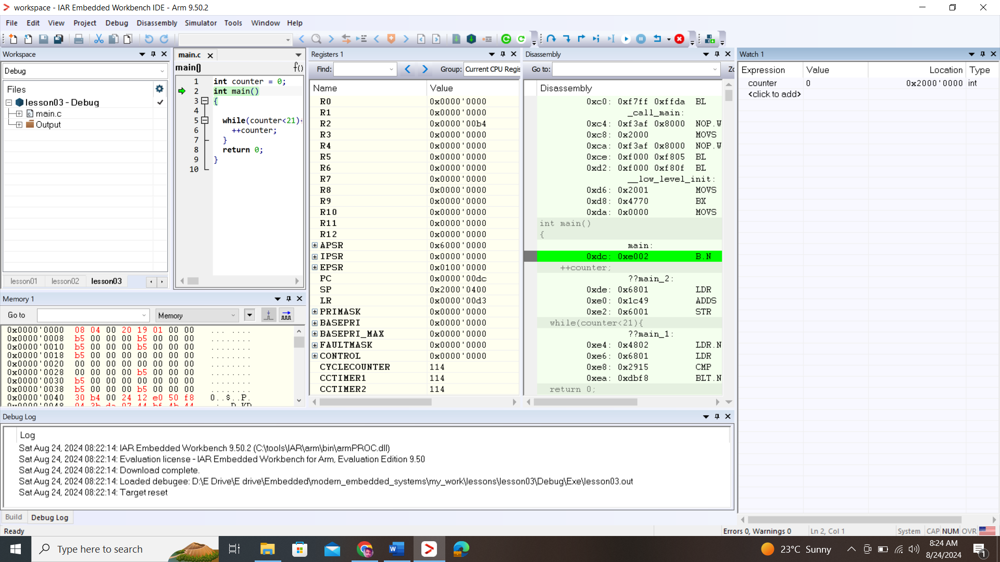 workspace - IAR Embedded Workbench IDE - Arm 9.50.2
File Edit View Project Debug Disassembly Simulator Tools Window Help
Workspace
Debug
Files
lesson03 - Debug
main.c
Output
lesson01 lesson02 lesson03
main.c
main() f()
1 int counter = 0;
2 int main()
3 {
4
5 while(counter<21){
6 ++counter;
7 }
8 return 0;
9 }
10
Registers 1
Find: Group: Current CPU Regis
Name Value
R0 0x0000'0000
R1 0x0000'0000
R2 0x0000'00b4
R3 0x0000'0000
R4 0x0000'0000
R5 0x0000'0000
R6 0x0000'0000
R7 0x0000'0000
R8 0x0000'0000
R9 0x0000'0000
R10 0x0000'0000
R11 0x0000'0000
R12 0x0000'0000
APSR 0x6000'0000
IPSR 0x0000'0000
EPSR 0x0100'0000
PC 0x0000'00dc
SP 0x2000'0400
LR 0x0000'00d3
PRIMASK 0x0000'0000
BASEPRI 0x0000'0000
BASEPRI_MAX 0x0000'0000
FAULTMASK 0x0000'0000
CONTROL 0x0000'0000
CYCLECOUNTER 114
CCTIMER1 114
CCTIMER2 114
Disassembly
Go to: Zo
Disassembly
0xc0: 0xf7ff 0xffda BL
_call_main:
0xc4: 0xf3af 0x8000 NOP.W
0xc8: 0x2000 MOVS
0xca: 0xf3af 0x8000 NOP.W
0xce: 0xf000 0xf805 BL
0xd2: 0xf000 0xf80f BL
__low_level_init:
0xd6: 0x2001 MOVS
0xd8: 0x4770 BX
0xda: 0x0000 MOVS
int main()
{
main:
0xdc: 0xe002 B.N
++counter;
??main_2:
0xde: 0x6801 LDR
0xe0: 0x1c49 ADDS
0xe2: 0x6001 STR
while(counter<21){
??main_1:
0xe4: 0x4802 LDR.N
0xe6: 0x6801 LDR
0xe8: 0x2915 CMP
0xea: 0xdbf8 BLT.N
return 0;
Watch 1
Expression Value Location Type
counter 0 0x2000'0000 int
<click to add>
Memory 1
Go to Memory
0x0000'0000 08 04 00 20 19 01 00 00 ... ....
0x0000'0008 b5 00 00 00 b5 00 00 00 ........
0x0000'0010 b5 00 00 00 b5 00 00 00 ........
0x0000'0018 b5 00 00 00 00 00 00 00 ........
0x0000'0020 00 00 00 00 00 00 00 00 ........
0x0000'0028 00 00 00 00 b5 00 00 00 ........
0x0000'0030 b5 00 00 00 00 00 00 00 ........
0x0000'0038 b5 00 00 00 b5 00 00 00 ........
0x0000'0040 30 b4 00 24 12 e0 50 f8 0..$..P.
Debug Log
Log
Sat Aug 24, 2024 08:22:14: IAR Embedded Workbench 9.50.2 (C:\tools\IAR\arm\bin\armPROC.dll)
Sat Aug 24, 2024 08:22:14: Evaluation license - IAR Embedded Workbench for Arm, Evaluation Edition 9.50
Sat Aug 24, 2024 08:22:14: Download complete.
Sat Aug 24, 2024 08:22:14: Loaded debugee: D:\E Drive\E drive\Embedded\modern_embedded_systems\my_work\lessons\lesson03\Debug\Exe\lesson03.out
Sat Aug 24, 2024 08:22:14: Target reset
Build Debug Log
Ready Errors 0, Warnings 0 Ln 2, Col 1 System CAP NUM OVR
Type here to search
23°C Sunny
8:24 AM
8/24/2024
1